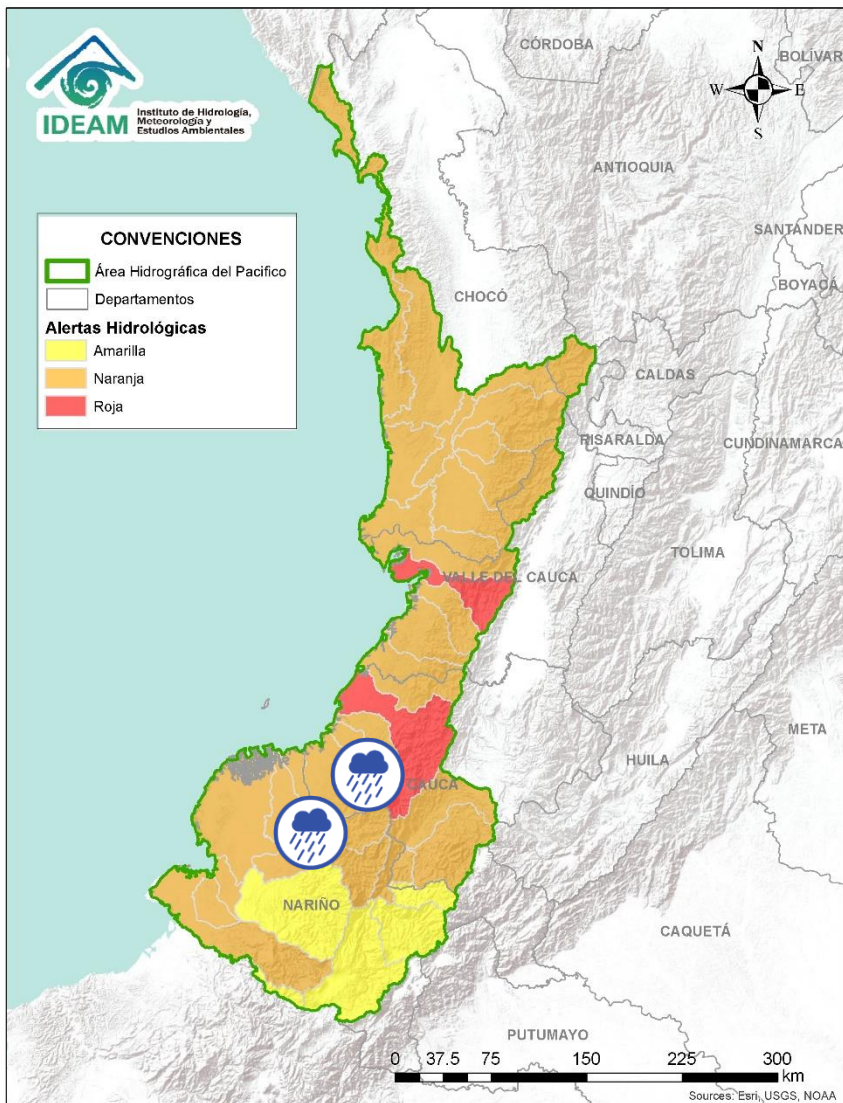 IDEAM
Instituto de Hidrología,
Meteorología y
Estudios Ambientales
N
W
E
S
CÓRDOBA
BOLÍVAR
ANTIOQUIA
SANTANDER
BOYACÁ
CHOCÓ
CONVENCIONES
Área Hidrográfica del Pacifico
Departamentos
Alertas Hidrológicas
Amarilla
Naranja
Roja
CALDAS
RISARALDA
CUNDINAMARCA
QUINDÍO
TOLIMA
VALLE DEL CAUCA
META
HUILA
CAUCA
NARIÑO
CAQUETÁ
PUTUMAYO
0 37.5 75 150 225 300
km
Sources: Esri, USGS, NOAA